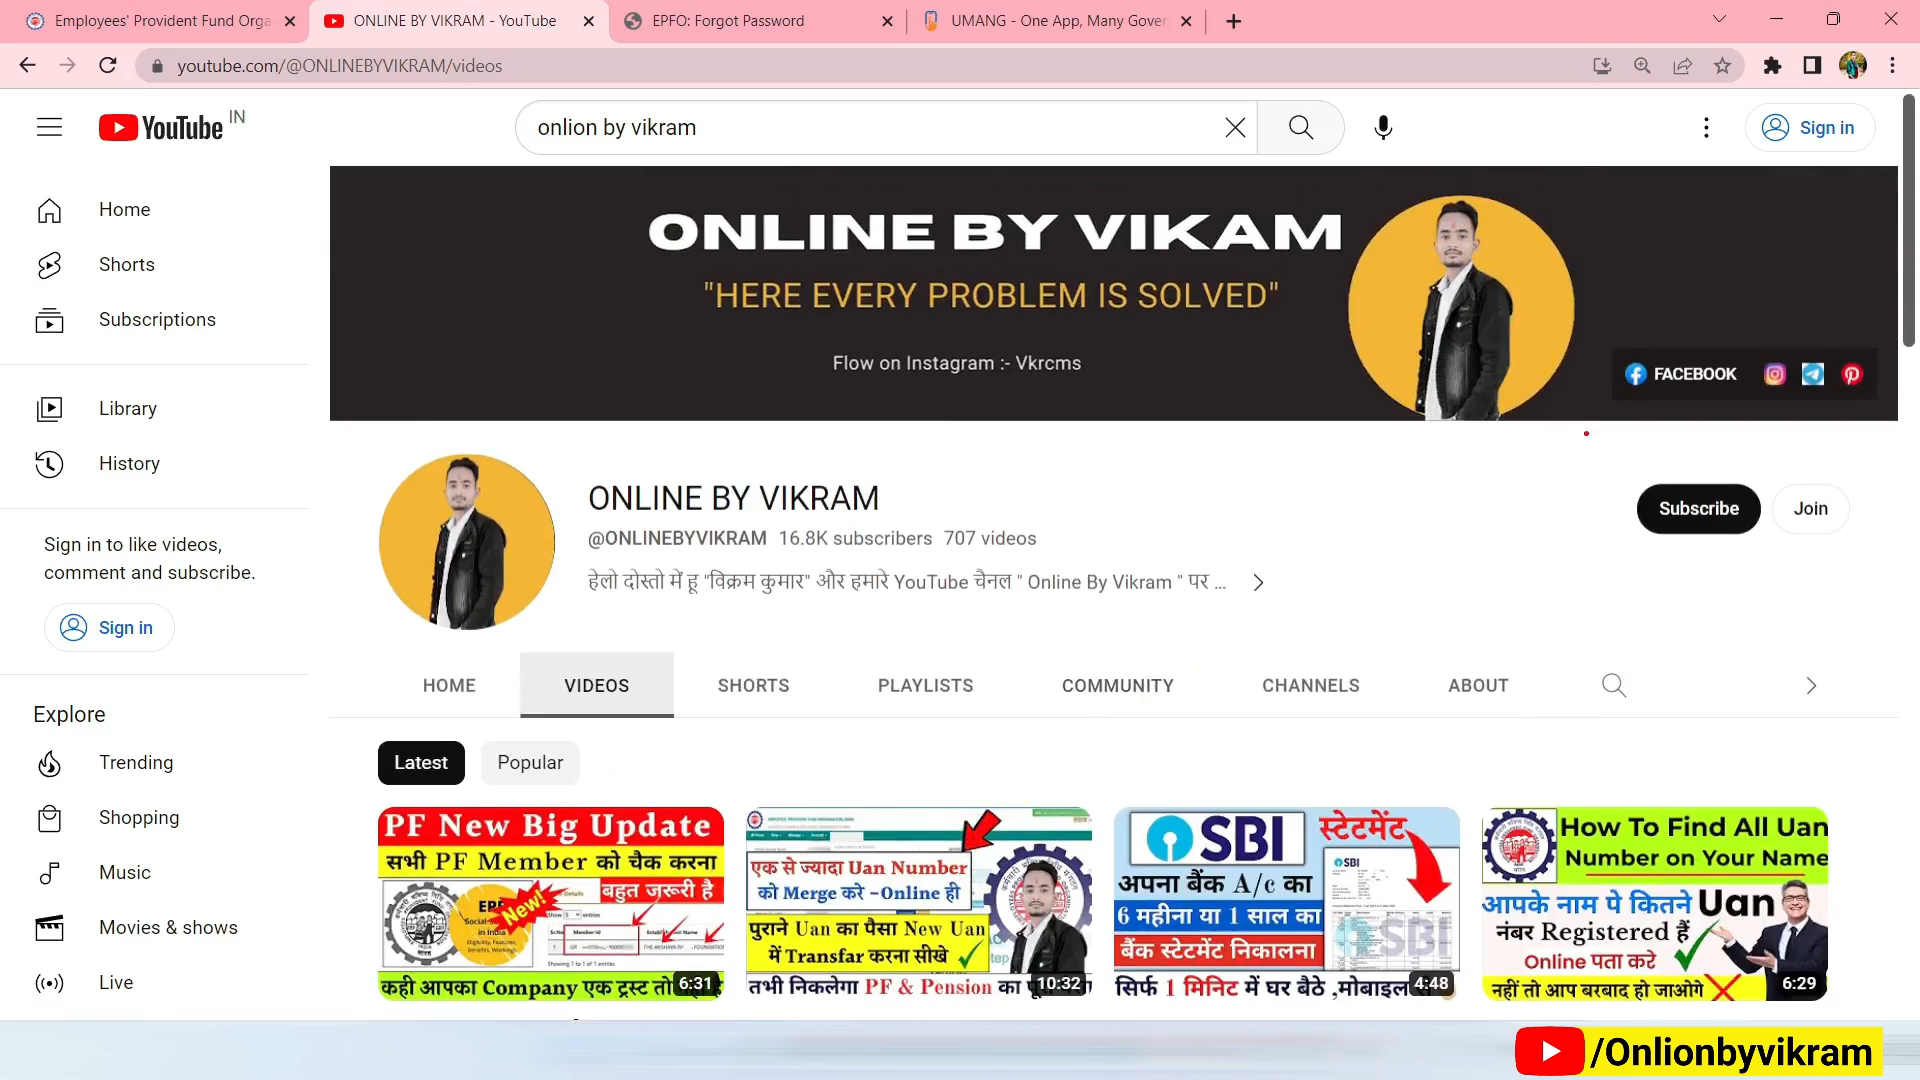 Employees' Provident Fund Orga
ONLINE BY VIKRAM - YouTube
EPFO: Forgot Password
UMANG - One App, Many Gover
youtube.com/@ONLINEBYVIKRAM/videos
YouTube IN
onlion by vikram
Sign in
Home
Shorts
Subscriptions
Library
History
Sign in to like videos,
comment and subscribe.
Sign in
Explore
Trending
Shopping
Music
Movies & shows
Live
ONLINE BY VIKAM
"HERE EVERY PROBLEM IS SOLVED"
Flow on Instagram :- Vkrcms
FACEBOOK
ONLINE BY VIKRAM
@ONLINEBYVIKRAM 16.8K subscribers 707 videos
हेलो दोस्तो में हू "विक्रम कुमार" और हमारे YouTube चैनल " Online By Vikram " पर ...
Subscribe
Join
HOME
VIDEOS
SHORTS
PLAYLISTS
COMMUNITY
CHANNELS
ABOUT
Latest
Popular
PF New Big Update
सभी PF Member को चैक करना
बहुत जरूरी है
New!
कही आपका Company एक ट्रस्ट तो
6:31
एक से ज्यादा Uan Number
को Merge करे -Online ही
पुराने Uan का पैसा New Uan
में Transfar करना सीखे
तभी निकलेगा PF & Pension का
10:32
SBI
स्टेटमेंट
SBI
अपना बैंक A/c का
6 महीना या 1 साल का
बैंक स्टेटमेंट निकालना
सिर्फ 1 मिनिट में घर बैठे ,मोबाइल
4:48
How To Find All Uan
Number on Your Name
आपके नाम पे कितने Uan
नंबर Registered हैं
Online पता करे
नहीं तो आप बरबाद हो जाओगे
6:29
/Onlionbyvikram